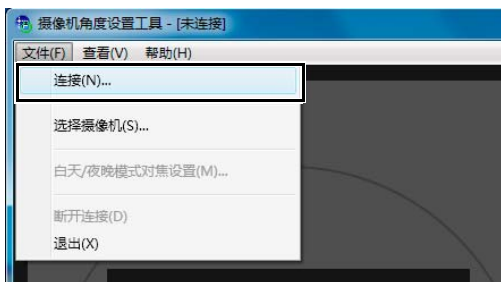 摄像机角度设置工具 - [未连接]
文件(F) 查看(V) 帮助(H)
连接(N)...
选择摄像机(S)...
白天/夜晚模式对焦设置(M)...
断开连接(D)
退出(X)